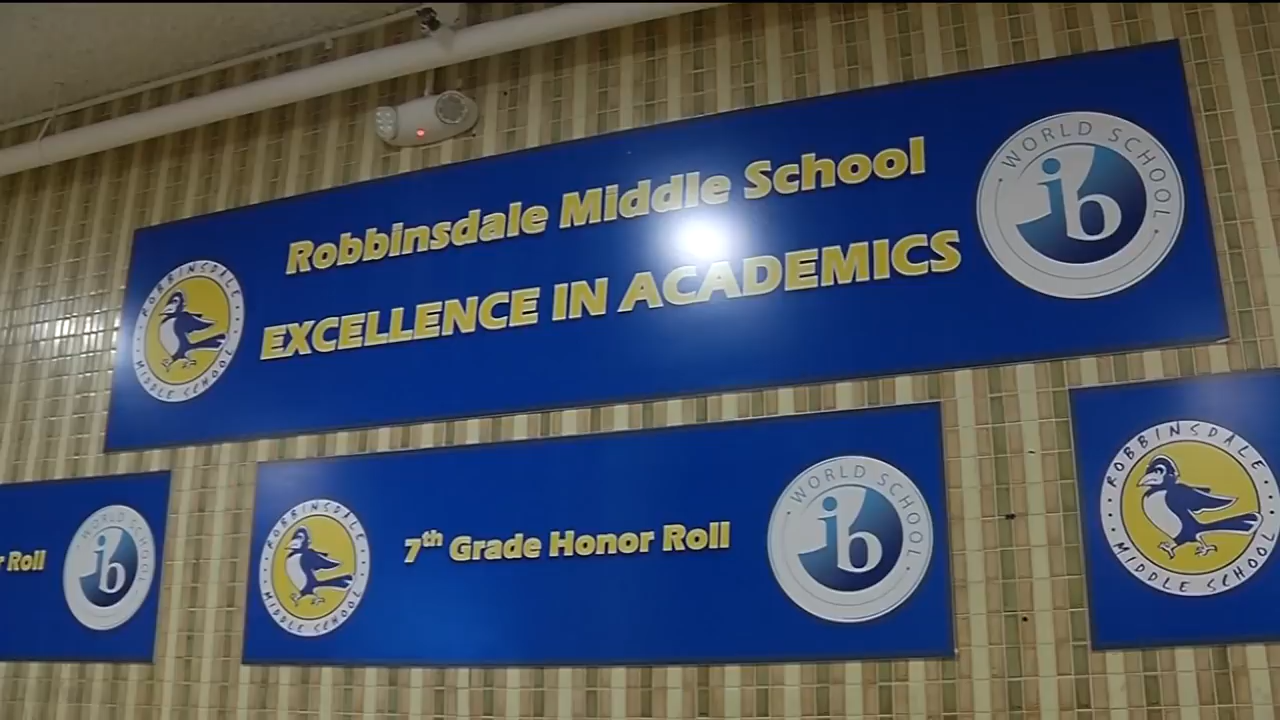 Robbinsdale Middle School
EXCELLENCE IN ACADEMICS
ROBBINSDALE
MIDDLE SCHOOL
WORLD SCHOOL
ib
Roll
WORLD SCHOOL
ib
ROBBINSDALE
MIDDLE SCHOOL
7th Grade Honor Roll
WORLD SCHOOL
ib
ROBBINSDALE
MIDDLE SCHOOL